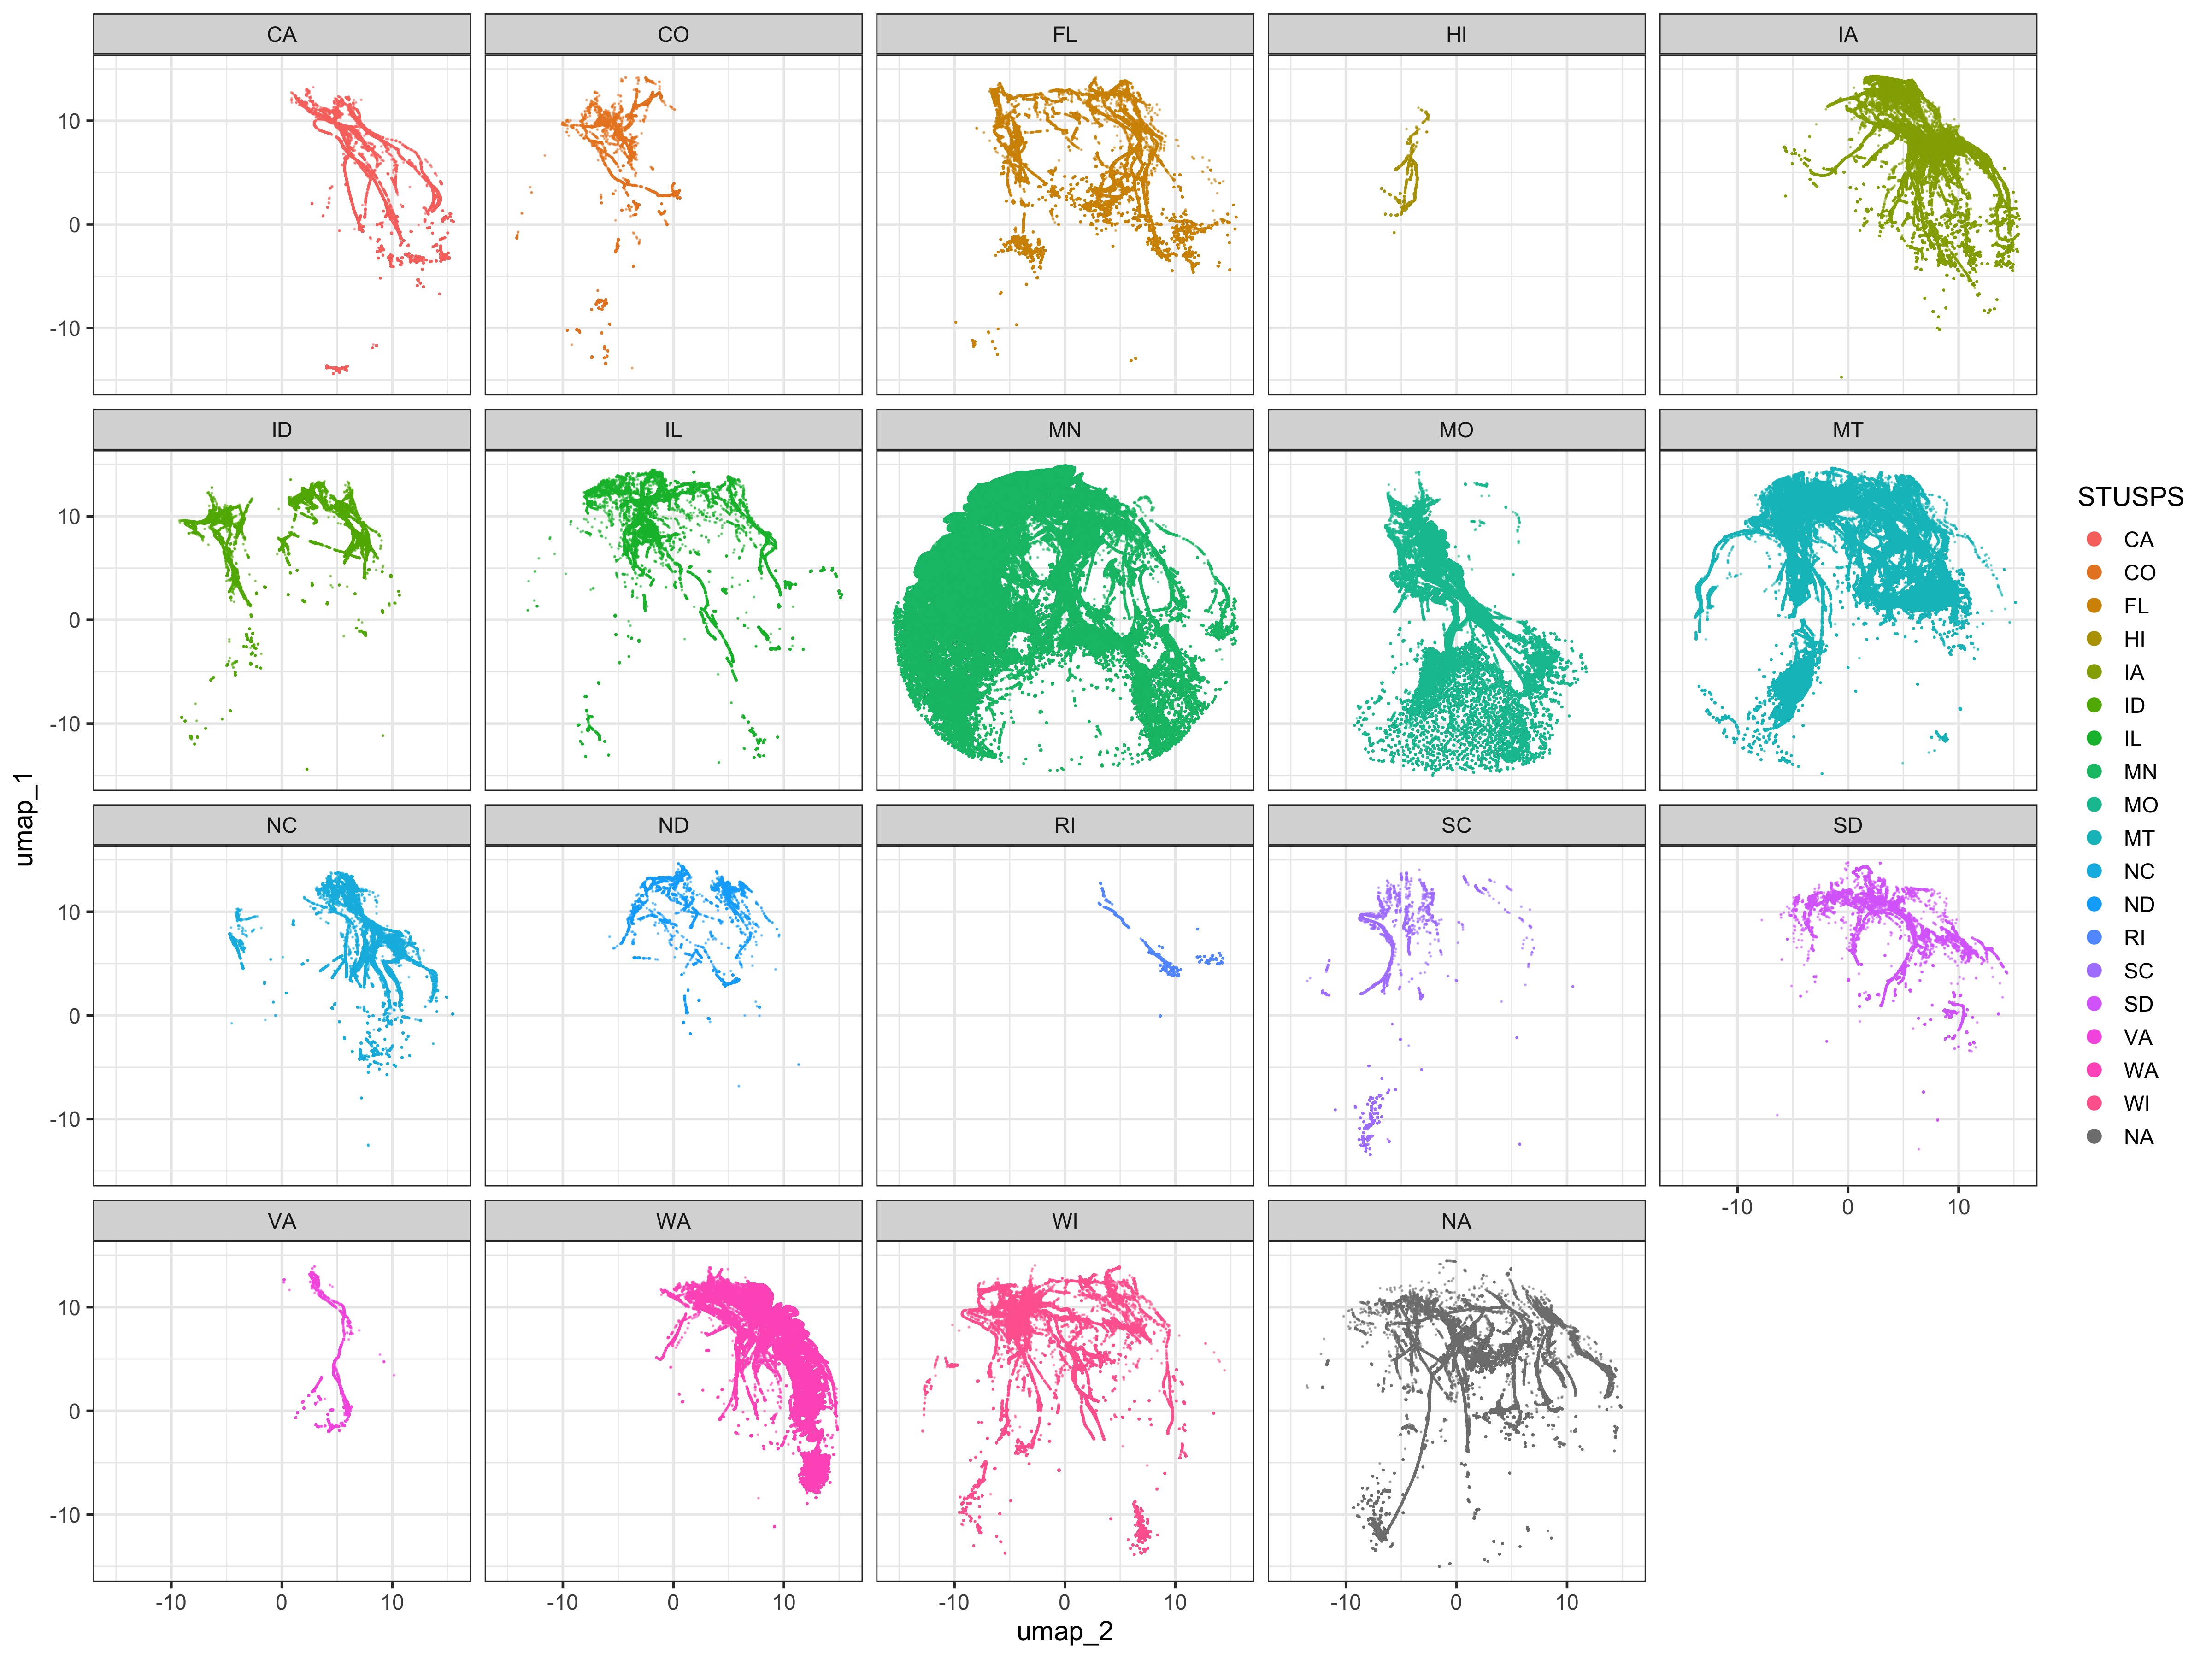 CA CO FL HI IA
10
0
-10
ID IL MN MO MT
10
0
-10
NC ND RI SC SD
10
0
-10
-10 0 10
VA WA WI NA
10
0
-10
-10 0 10 -10 0 10 -10 0 10 -10 0 10
umap_2
umap_1
STUSPS
CA
CO
FL
HI
IA
ID
IL
MN
MO
MT
NC
ND
RI
SC
SD
VA
WA
WI
NA